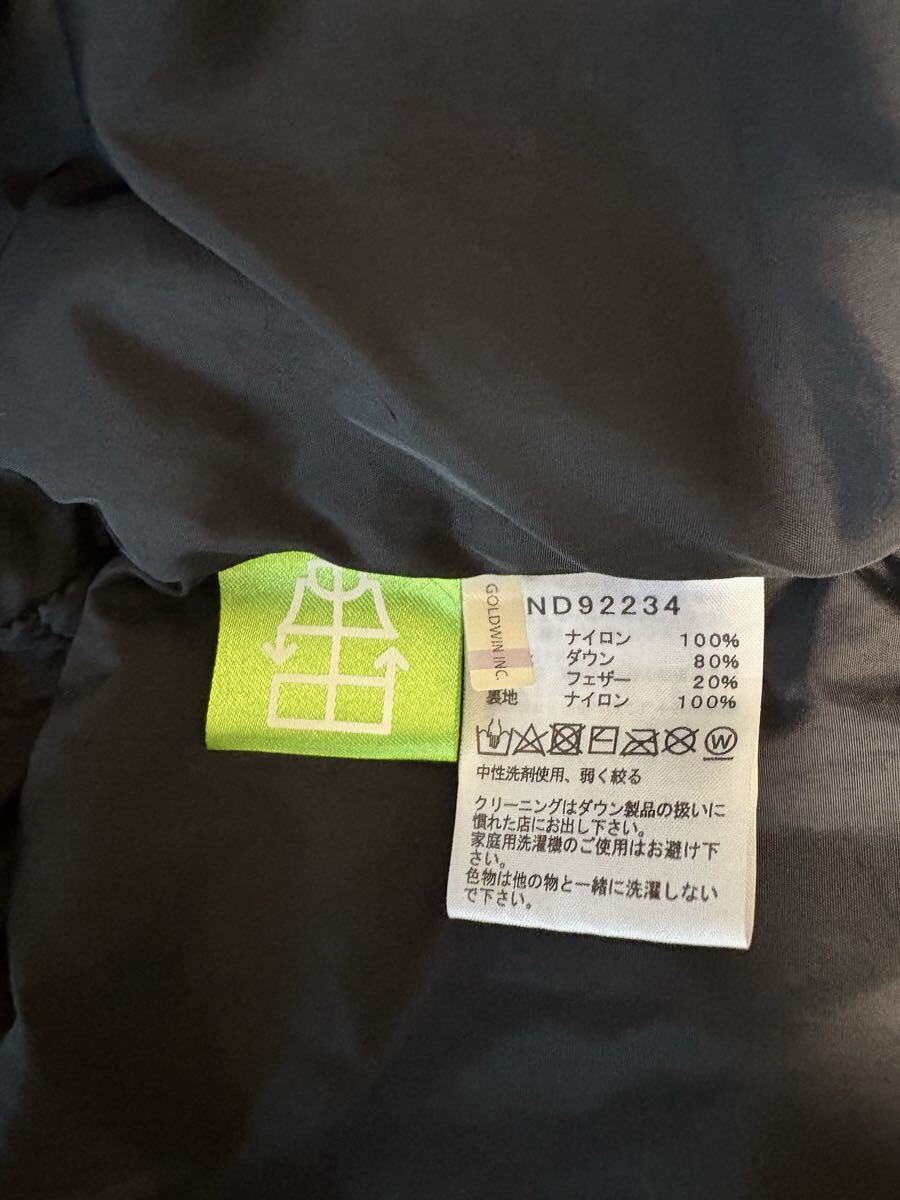 GOLDWIN INC.
ND92234
ナイロン 100%
ダウン 80%
フェザー 20%
裏地 ナイロン 100%
W
中性洗剤使用、弱く絞る
クリーニングはダウン製品の扱いに
慣れた店にお出し下さい。
家庭用洗濯機のご使用はお避け下
さい。
色物は他の物と一緒に洗濯しない
で下さい。